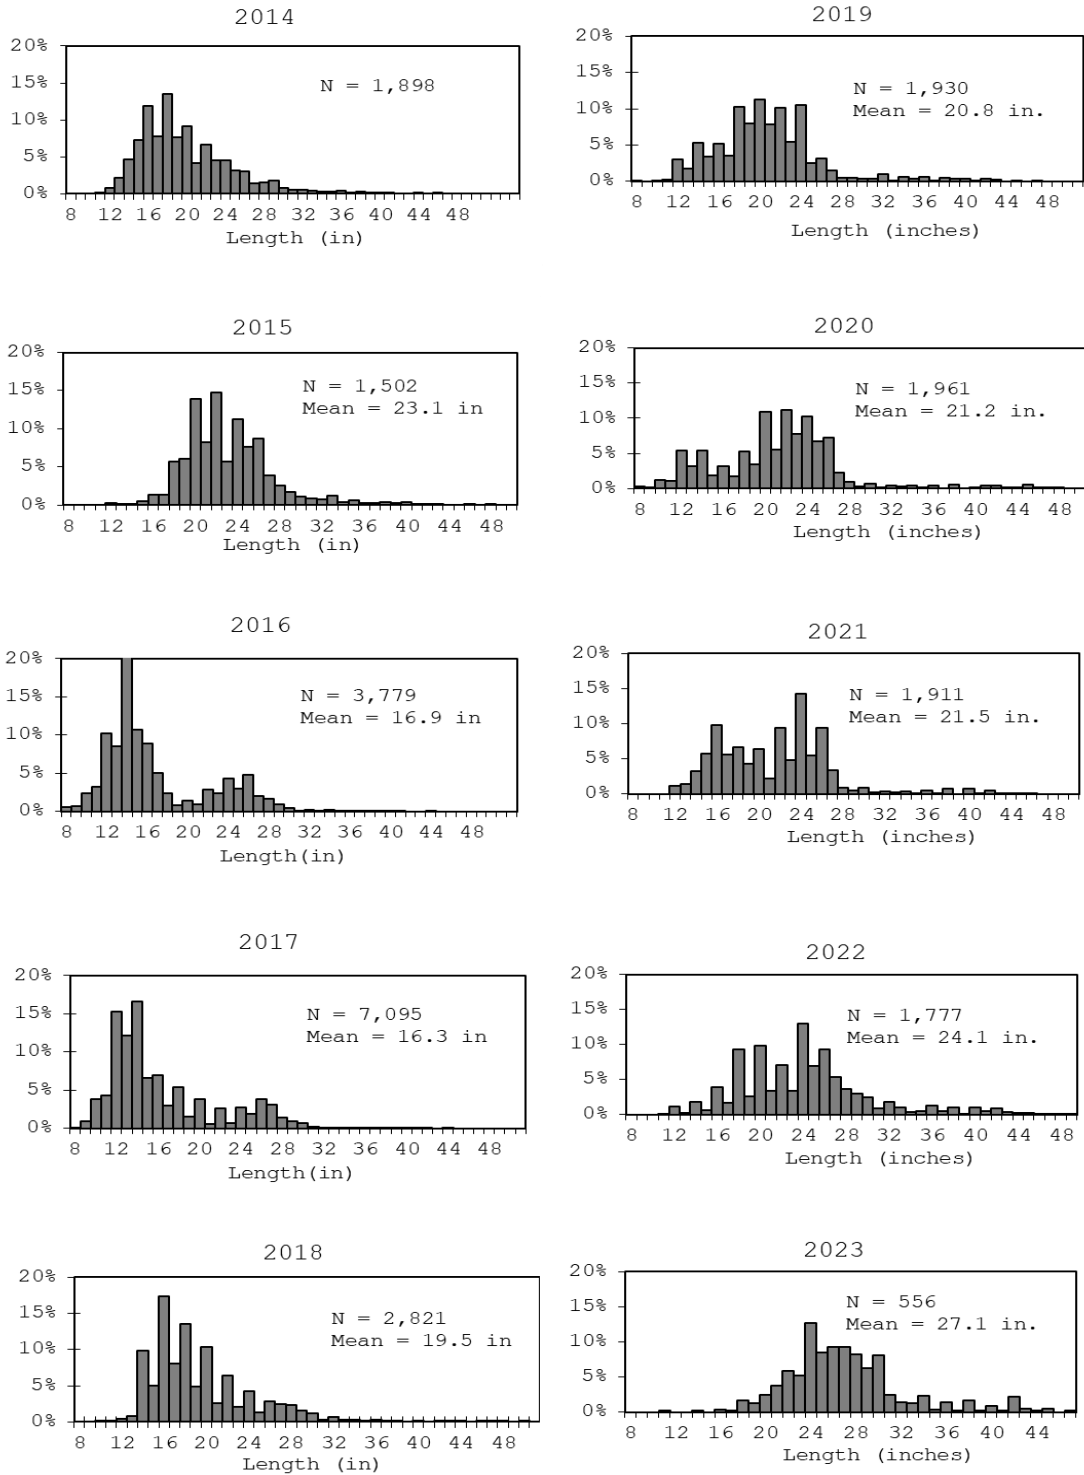 2014
20%
15%
10%
5%
0%
N = 1,898
8 12 16 20 24 28 32 36 40 44 48
Length (in)
2015
20%
15%
10%
5%
0%
N = 1,502
Mean = 23.1 in
8 12 16 20 24 28 32 36 40 44 48
Length (in)
2016
20%
15%
10%
5%
0%
N = 3,779
Mean = 16.9 in
8 12 16 20 24 28 32 36 40 44 48
Length(in)
2017
20%
15%
10%
5%
0%
N = 7,095
Mean = 16.3 in
8 12 16 20 24 28 32 36 40 44 48
Length(in)
2018
20%
15%
10%
5%
0%
N = 2,821
Mean = 19.5 in
8 12 16 20 24 28 32 36 40 44 48
Length (in)
2019
20%
15%
10%
5%
0%
N = 1,930
Mean = 20.8 in.
8 12 16 20 24 28 32 36 40 44 48
Length (inches)
2020
20%
15%
10%
5%
0%
N = 1,961
Mean = 21.2 in.
8 12 16 20 24 28 32 36 40 44 48
Length (inches)
2021
20%
15%
10%
5%
0%
N = 1,911
Mean = 21.5 in.
8 12 16 20 24 28 32 36 40 44 48
Length (inches)
2022
20%
15%
10%
5%
0%
N = 1,777
Mean = 24.1 in.
8 12 16 20 24 28 32 36 40 44 48
Length (inches)
2023
20%
15%
10%
5%
0%
N = 556
Mean = 27.1 in.
8 12 16 20 24 28 32 36 40 44
Length (inches)